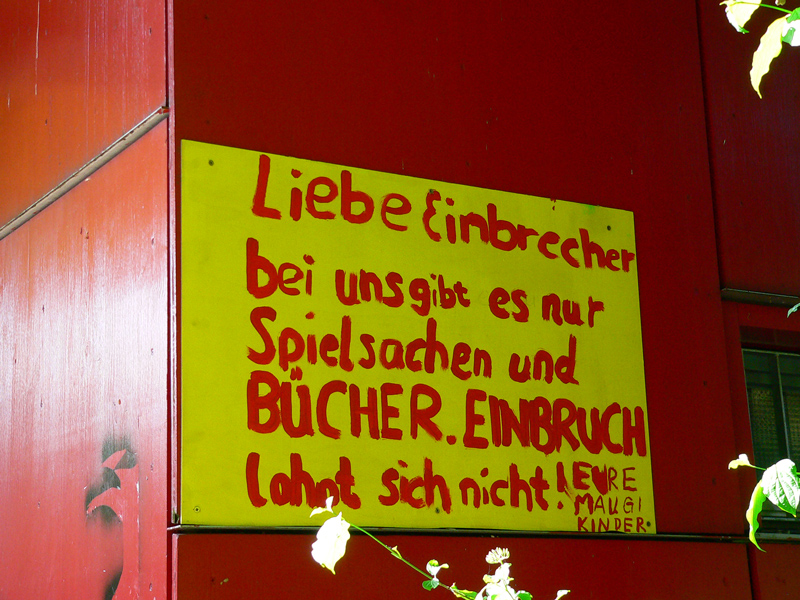 Liebe Einbrecher
bei uns gibt es nur
Spielsachen und
BÜCHER. EINBRUCH
lohnt sich nicht!
EURE
MAUGI
KINDER